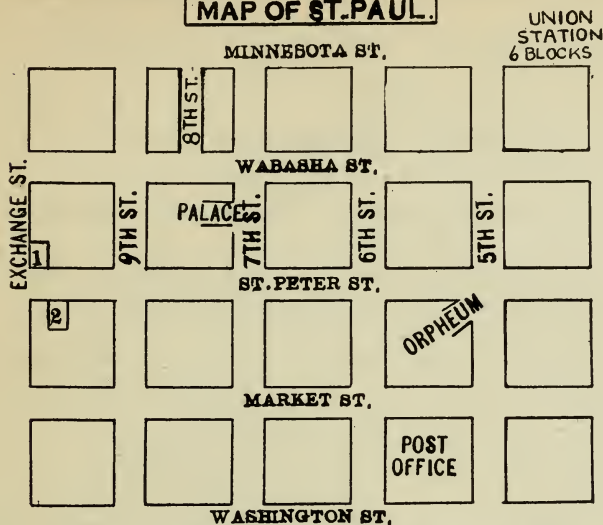 MAP OF ST. PAUL.
UNION
STATION
6 BLOCKS
MINNESOTA ST.
8TH ST.
WABASHA ST.
EXCHANGE ST.
9TH ST.
PALACE
7TH ST.
6TH ST.
5TH ST.
1
ST. PETER ST.
2
ORPHEUM
MARKET ST.
POST
OFFICE
WASHINGTON ST.